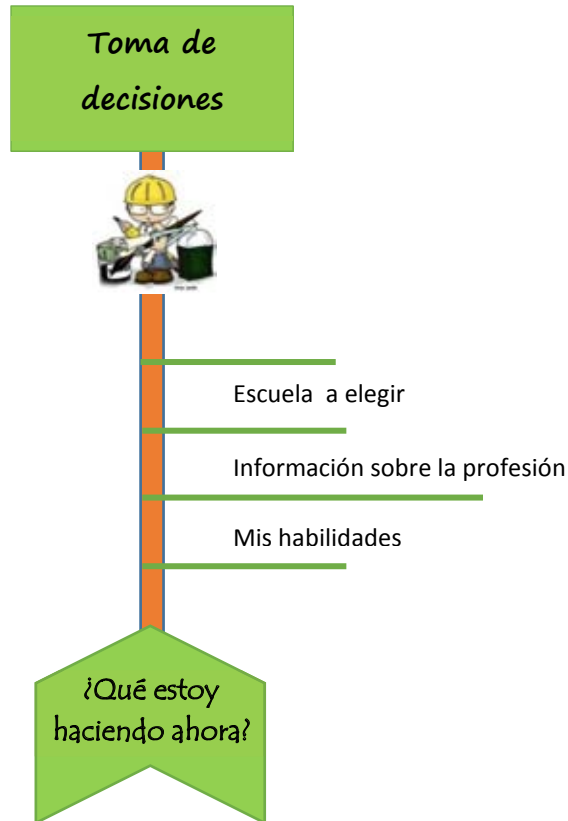 Toma de
decisiones
Escuela  a elegir
Información sobre la profesión
Mis habilidades
¿Qué estoy
haciendo ahora?